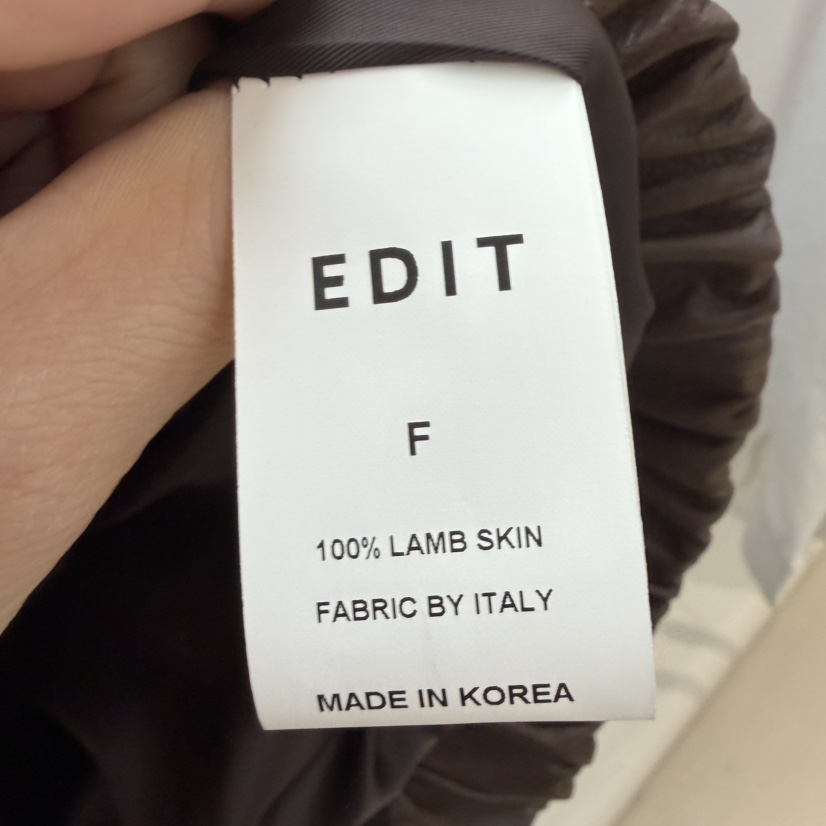 EDIT
F
100% LAMB SKIN
FABRIC BY ITALY
MADE IN KOREA